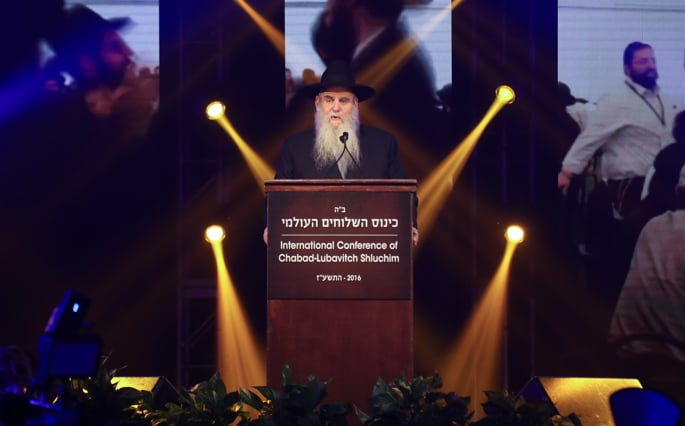 ב"ה
כינוס השלוחים העולמי
International Conference of
Chabad-Lubavitch Shluchim
התשע"ז - 2016